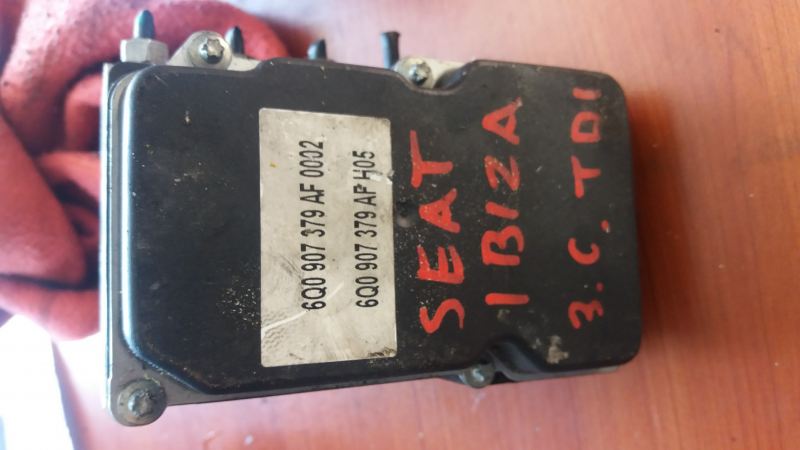 6Q0 907 379 AF 0002
6Q0 907 379 AF H05
SEAT
IBIZA
3.C. TDI